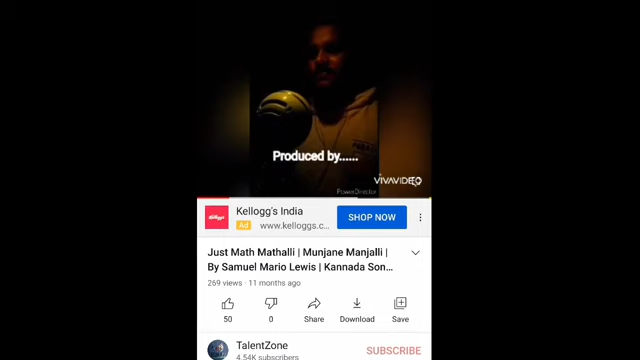 Produced by......
VIVAVIDEO
PowerDirector
Kellogg's
Kellogg's India
Ad www.kelloggs.c...
SHOP NOW
Just Math Mathalli | Munjane Manjalli |
By Samuel Mario Lewis | Kannada Son...
269 views · 11 months ago
50
0
Share
Download
Save
TalentZone
4.54K subscribers
SUBSCRIBE